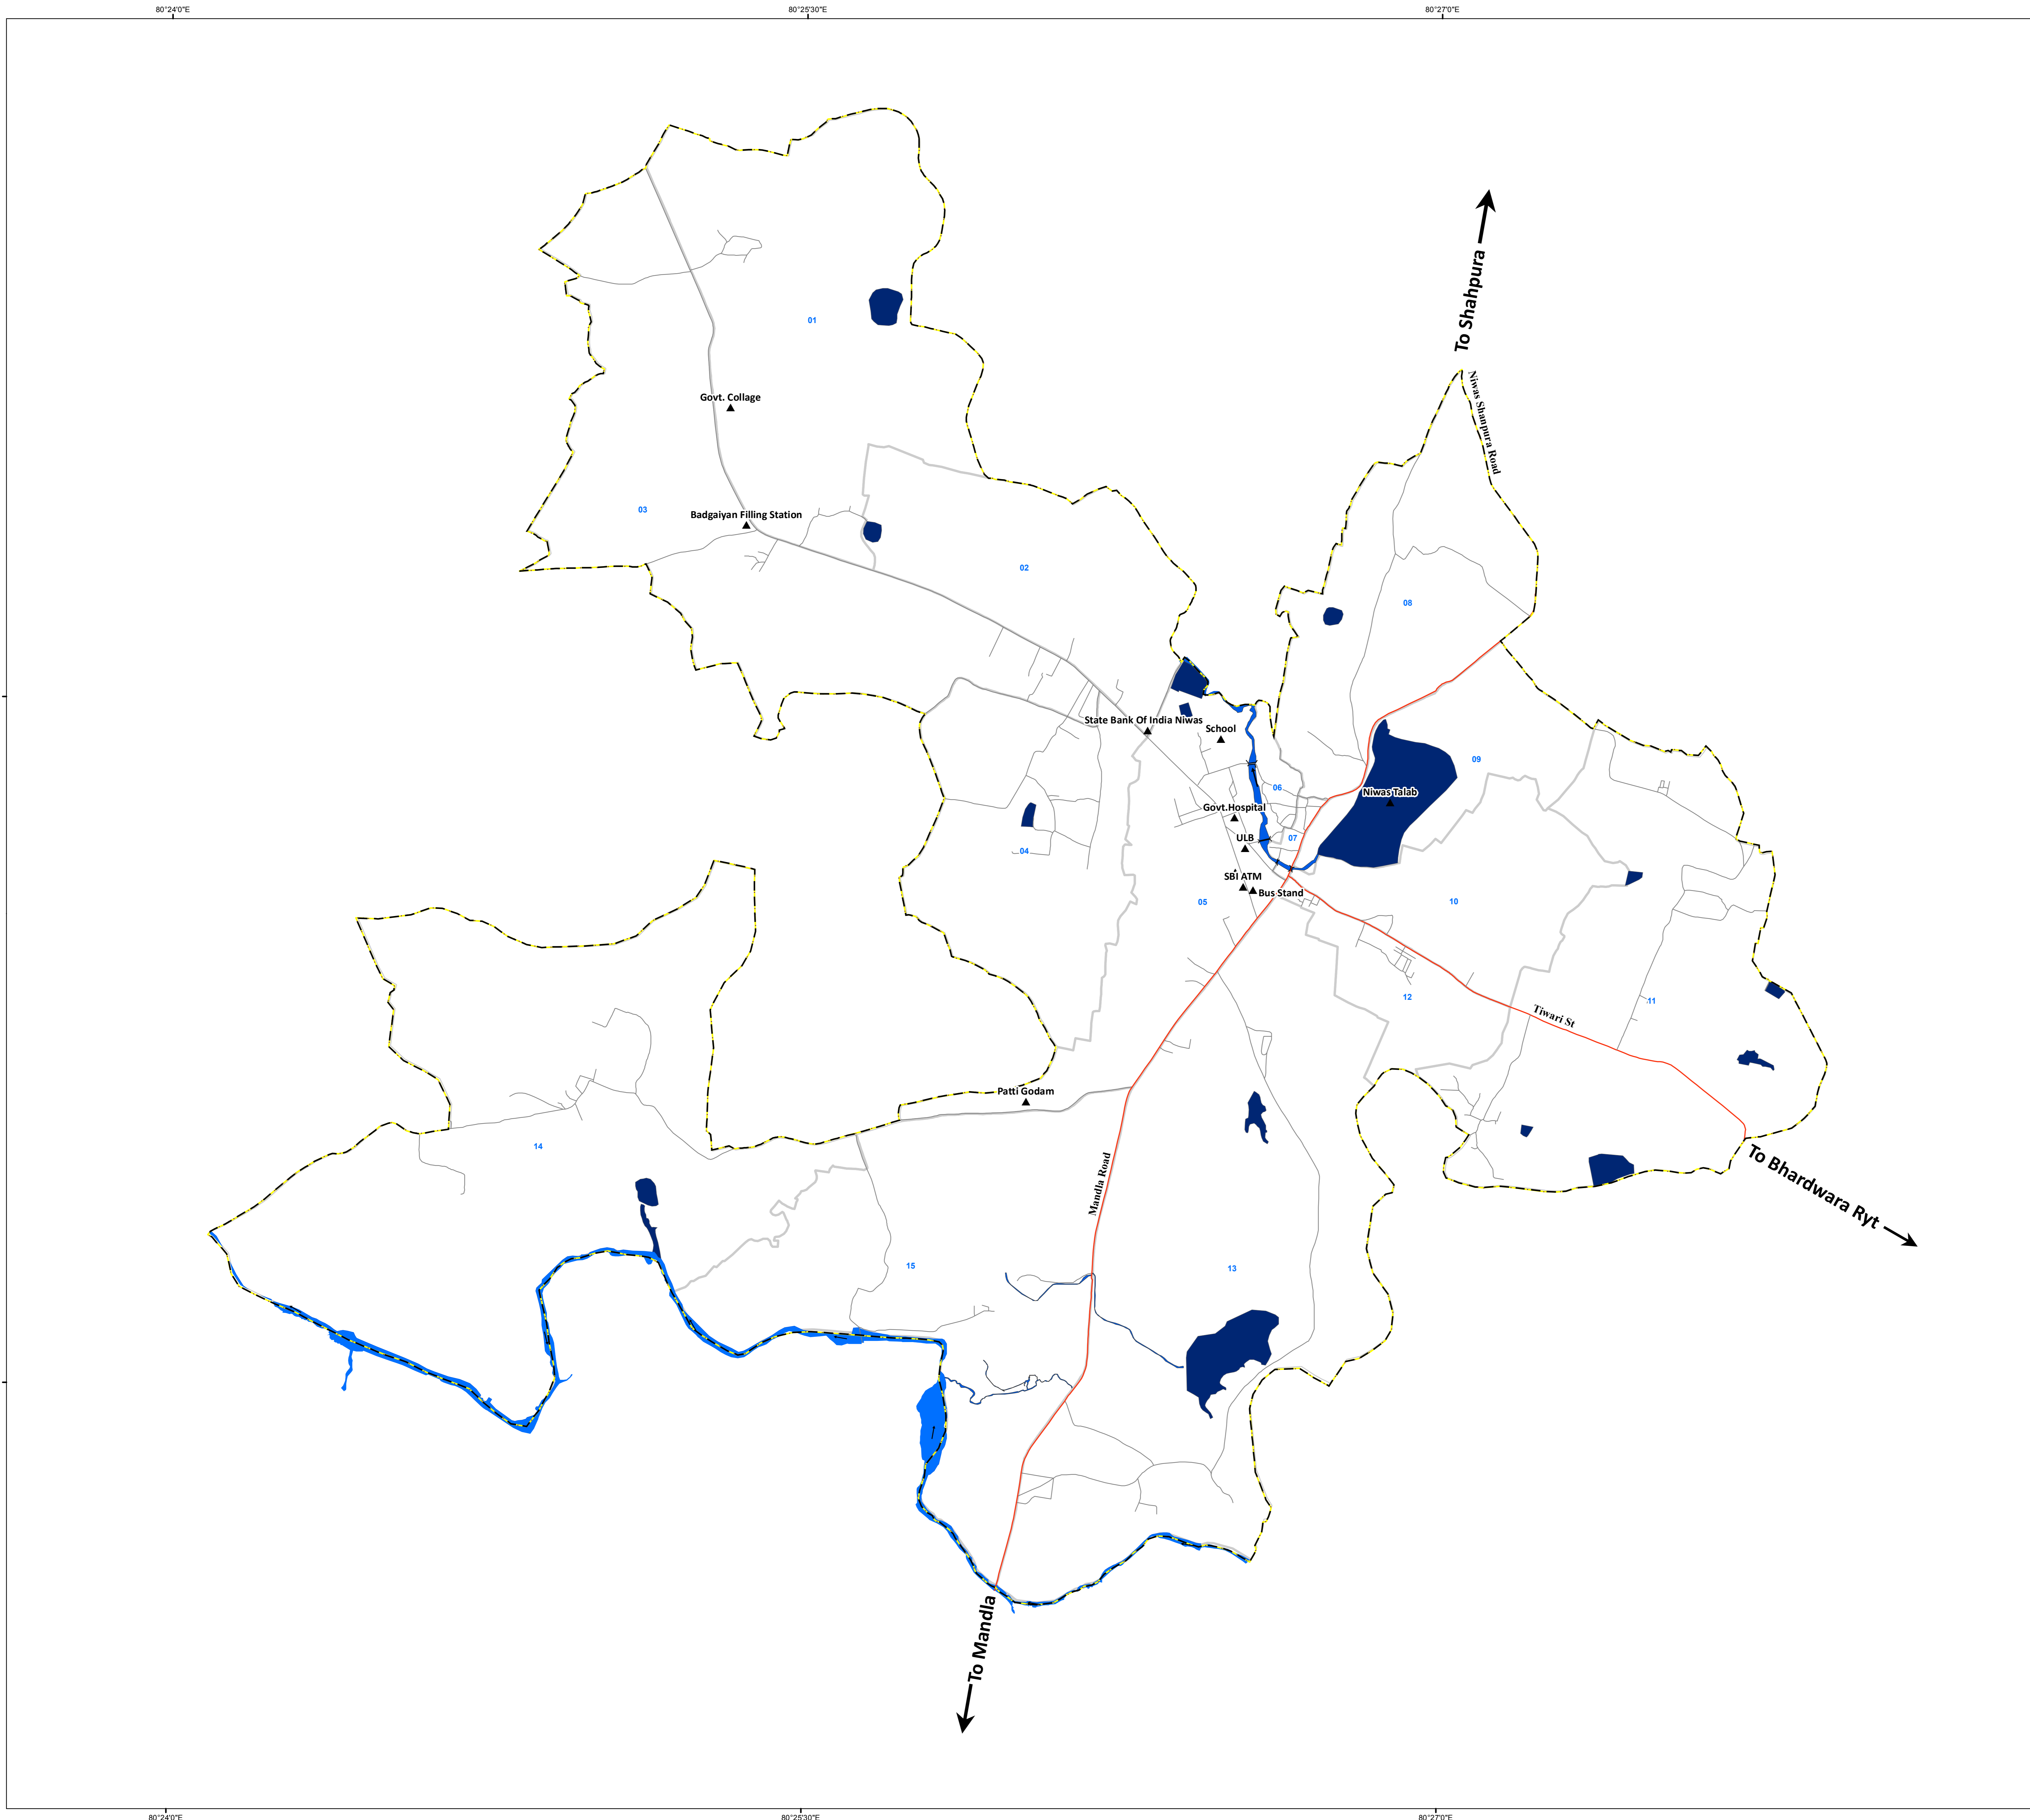 80°24'0"E
80°25'30"E
80°27'0"E
To Shahpura
Niwas Shahpura Road
01
Govt. Collage
03
Badgaiyan Filling Station
02
08
State Bank Of India Niwas
School
09
06
Niwas Talab
Govt.Hospital
07
ULB
04
SBI ATM
Bus Stand
05
10
12
11
Tiwari St
Patti Godam
14
Mandla Road
To Bhardwara Ryt
15
13
To Mandla
80°24'0"E
80°25'30"E
80°27'0"E